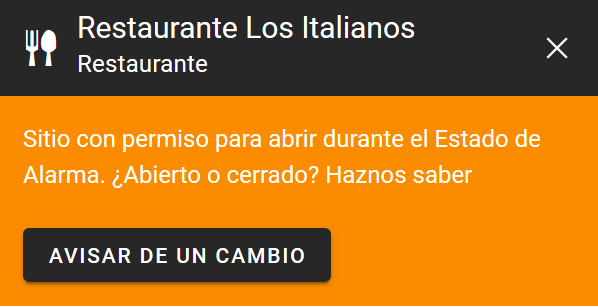 Restaurante Los Italianos
Restaurante
Sitio con permiso para abrir durante el Estado de
Alarma. ¿Abierto o cerrado? Haznos saber
AVISAR DE UN CAMBIO